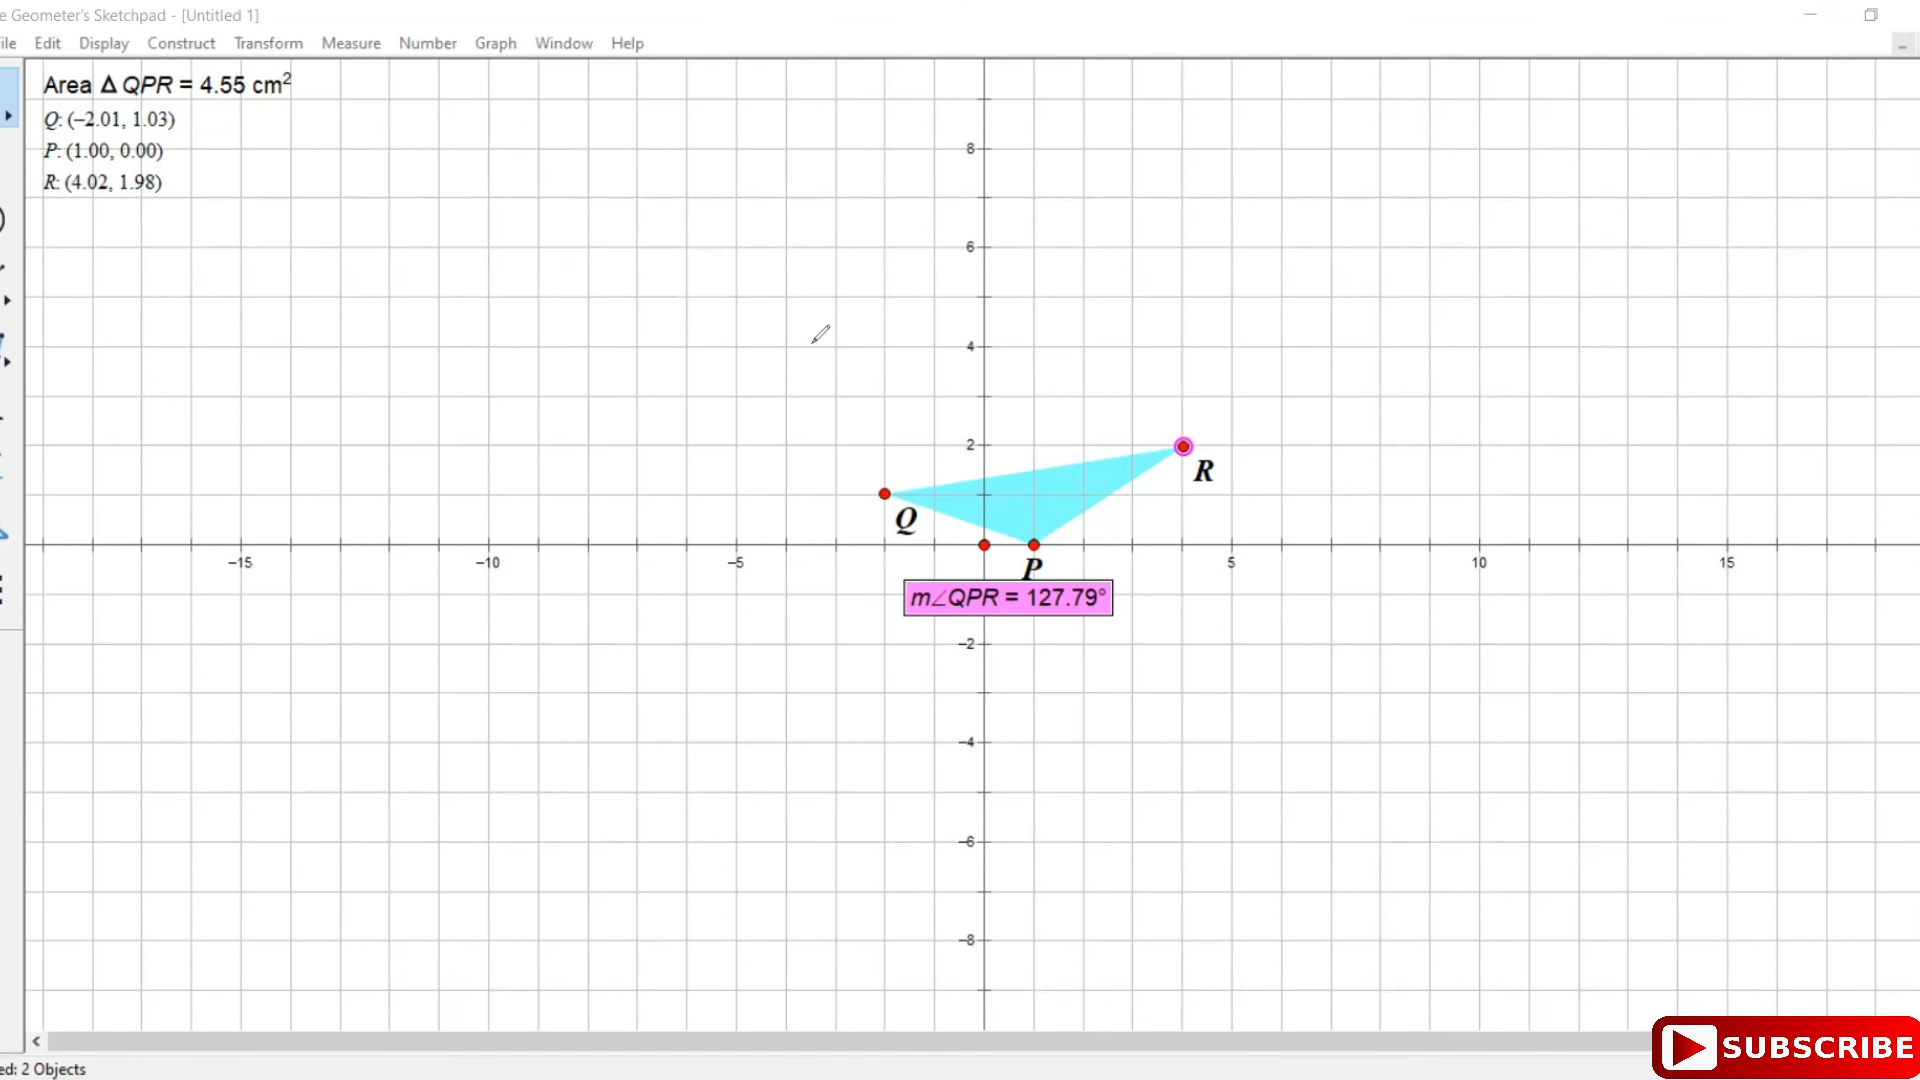 e Geometer's Sketchpad - [Untitled 1]
ile Edit Display Construct Transform Measure Number Graph Window Help
Area Δ QPR = 4.55 cm²
Q: (–2.01, 1.03)
P: (1.00, 0.00)
R: (4.02, 1.98)
8
6
4
2
R
Q
–15 –10 –5 5 10 15
P
m∠QPR = 127.79°
–2
–4
–6
–8
SUBSCRIBE
ed: 2 Objects